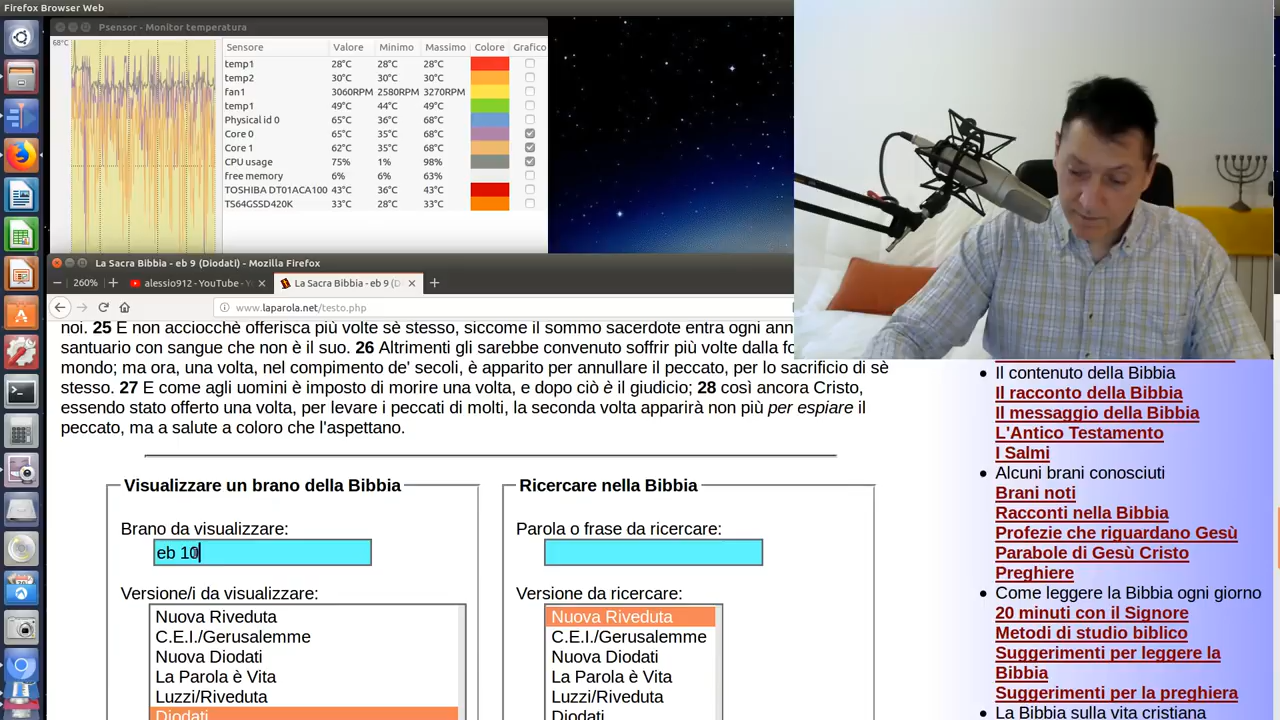 Firefox Browser Web
Psensor - Monitor temperatura
68°C
Sensore Valore Minimo Massimo Colore Grafico
temp1 28°C 28°C 28°C
temp2 30°C 30°C 30°C
fan1 3060RPM 2580RPM 3270RPM
temp1 49°C 44°C 49°C
Physical id 0 65°C 36°C 68°C
Core 0 65°C 35°C 68°C
Core 1 62°C 35°C 68°C
CPU usage 75% 1% 98%
free memory 6% 6% 63%
TOSHIBA DT01ACA100 43°C 36°C 43°C
TS64GSSD420K 33°C 28°C 33°C
La Sacra Bibbia - eb 9 (Diodati) - Mozilla Firefox
260% alessio912 - YouTube - Y La Sacra Bibbia - eb 9 (D
www.laparola.net/testo.php
noi. 25 E non acciocchè offerisca più volte sè stesso, siccome il sommo sacerdote entra ogni ann
santuario con sangue che non è il suo. 26 Altrimenti gli sarebbe convenuto soffrir più volte dalla fo
mondo; ma ora, una volta, nel compimento de' secoli, è apparito per annullare il peccato, per lo sacrificio di sè
stesso. 27 E come agli uomini è imposto di morire una volta, e dopo ciò è il giudicio; 28 così ancora Cristo,
essendo stato offerto una volta, per levare i peccati di molti, la seconda volta apparirà non più per espiare il
peccato, ma a salute a coloro che l'aspettano.
Visualizzare un brano della Bibbia
Brano da visualizzare:
eb 10
Versione/i da visualizzare:
Nuova Riveduta
C.E.I./Gerusalemme
Nuova Diodati
La Parola è Vita
Luzzi/Riveduta
Diodati
Ricercare nella Bibbia
Parola o frase da ricercare:
Versione da ricercare:
Nuova Riveduta
C.E.I./Gerusalemme
Nuova Diodati
La Parola è Vita
Luzzi/Riveduta
Diodati
Il contenuto della Bibbia
Il racconto della Bibbia
Il messaggio della Bibbia
L'Antico Testamento
I Salmi
Alcuni brani conosciuti
Brani noti
Racconti nella Bibbia
Profezie che riguardano Gesù
Parabole di Gesù Cristo
Preghiere
Come leggere la Bibbia ogni giorno
20 minuti con il Signore
Metodi di studio biblico
Suggerimenti per leggere la
Bibbia
Suggerimenti per la preghiera
La Bibbia sulla vita cristiana